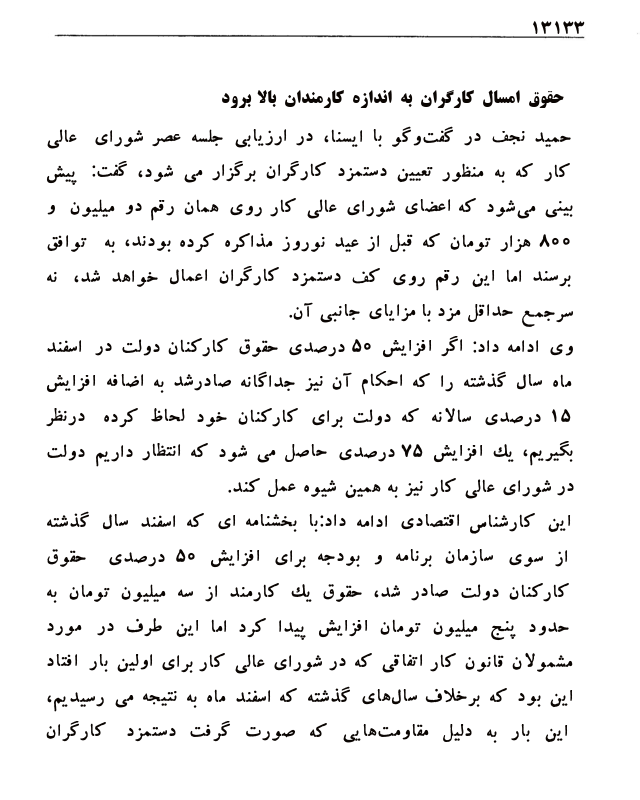 ۱۳۱۳۳
حقوق امسال کارگران به اندازه کارمندان بالا برود
حمید نجف در گفت‌وگو با ایسنا، در ارزیابی جلسه عصر شورای عالی
کار که به منظور تعیین دستمزد کارگران برگزار می شود، گفت: پیش
بینی می‌شود که اعضای شورای عالی کار روی همان رقم دو میلیون و
۸۰۰ هزار تومان که قبل از عید نوروز مذاکره کرده بودند، به توافق
برسند اما این رقم روی کف دستمزد کارگران اعمال خواهد شد، نه
سرجمع حداقل مزد با مزایای جانبی آن.
وی ادامه داد: اگر افزایش ۵۰ درصدی حقوق کارکنان دولت در اسفند
ماه سال گذشته را که احکام آن نیز جداگانه صادرشد به اضافه افزایش
۱۵ درصدی سالانه که دولت برای کارکنان خود لحاظ کرده درنظر
بگیریم، یك افزایش ۷۵ درصدی حاصل می شود که انتظار داریم دولت
در شورای عالی کار نیز به همین شیوه عمل کند.
این کارشناس اقتصادی ادامه داد:با بخشنامه ای که اسفند سال گذشته
از سوی سازمان برنامه و بودجه برای افزایش ۵۰ درصدی حقوق
کارکنان دولت صادر شد، حقوق یك کارمند از سه میلیون تومان به
حدود پنج میلیون تومان افزایش پیدا کرد اما این طرف در مورد
مشمولان قانون کار اتفاقی که در شورای عالی کار برای اولین بار افتاد
این بود که برخلاف سال‌های گذشته که اسفند ماه به نتیجه می رسیدیم،
این بار به دلیل مقاومت‌هایی که صورت گرفت دستمزد کارگران